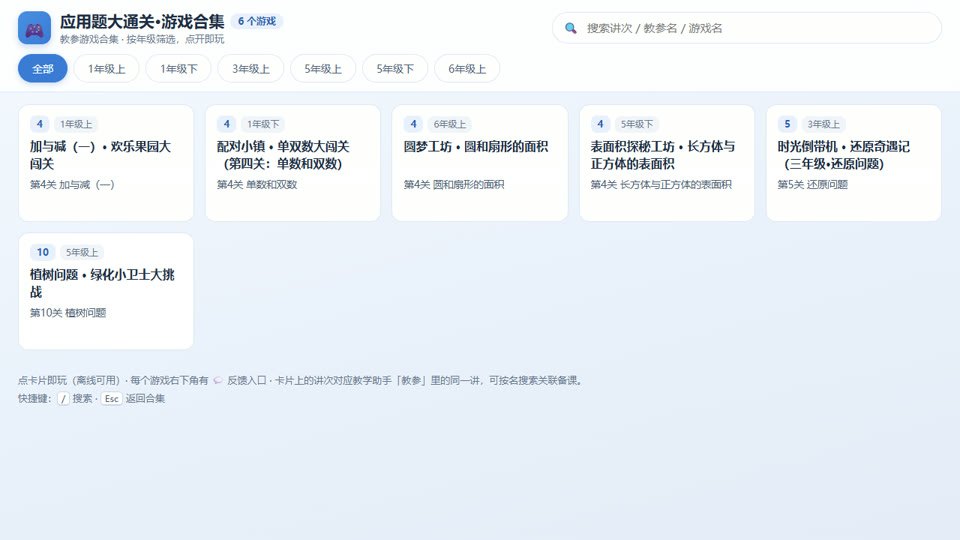 应用题大通关·游戏合集 6 个游戏
教参游戏合集 · 按年级筛选，点开即玩
搜索讲次 / 教参名 / 游戏名
全部 1年级上 1年级下 3年级上 5年级上 5年级下 6年级上
4 1年级上
加与减（一）· 欢乐果园大
闯关
第4关 加与减（一）
4 1年级下
配对小镇 · 单双数大闯关
（第四关：单数和双数）
第4关 单数和双数
4 6年级上
圆梦工坊 · 圆和扇形的面积
第4关 圆和扇形的面积
4 5年级下
表面积探秘工坊 · 长方体与
正方体的表面积
第4关 长方体与正方体的表面积
5 3年级上
时光倒带机 · 还原奇遇记
（三年级·还原问题）
第5关 还原问题
10 5年级上
植树问题 · 绿化小卫士大挑
战
第10关 植树问题
点卡片即玩（离线可用）· 每个游戏右下角有 反馈入口 · 卡片上的讲次对应教学助手「教参」里的同一讲，可按名搜索关联备课。
快捷键： / 搜索 · Esc 返回合集